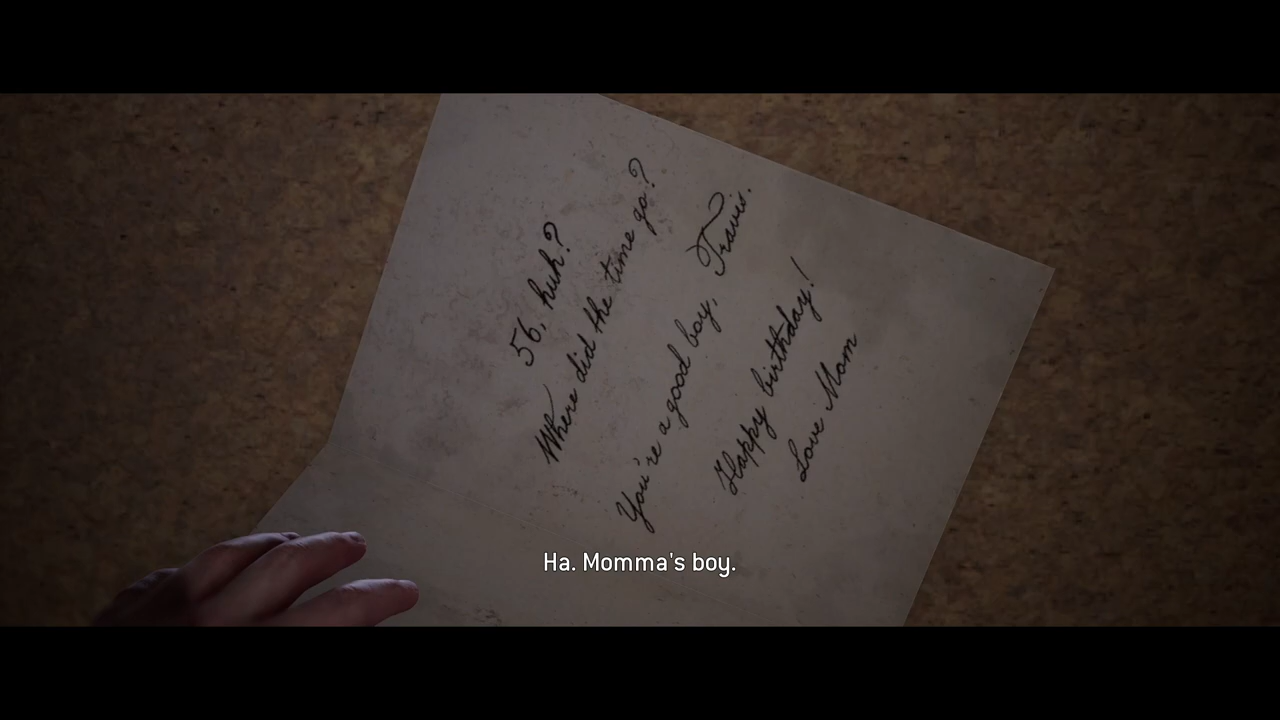 56, huh?
Where did the time go?
You're a good boy, Travis.
Happy birthday!
Love Mom
Ha. Momma's boy.